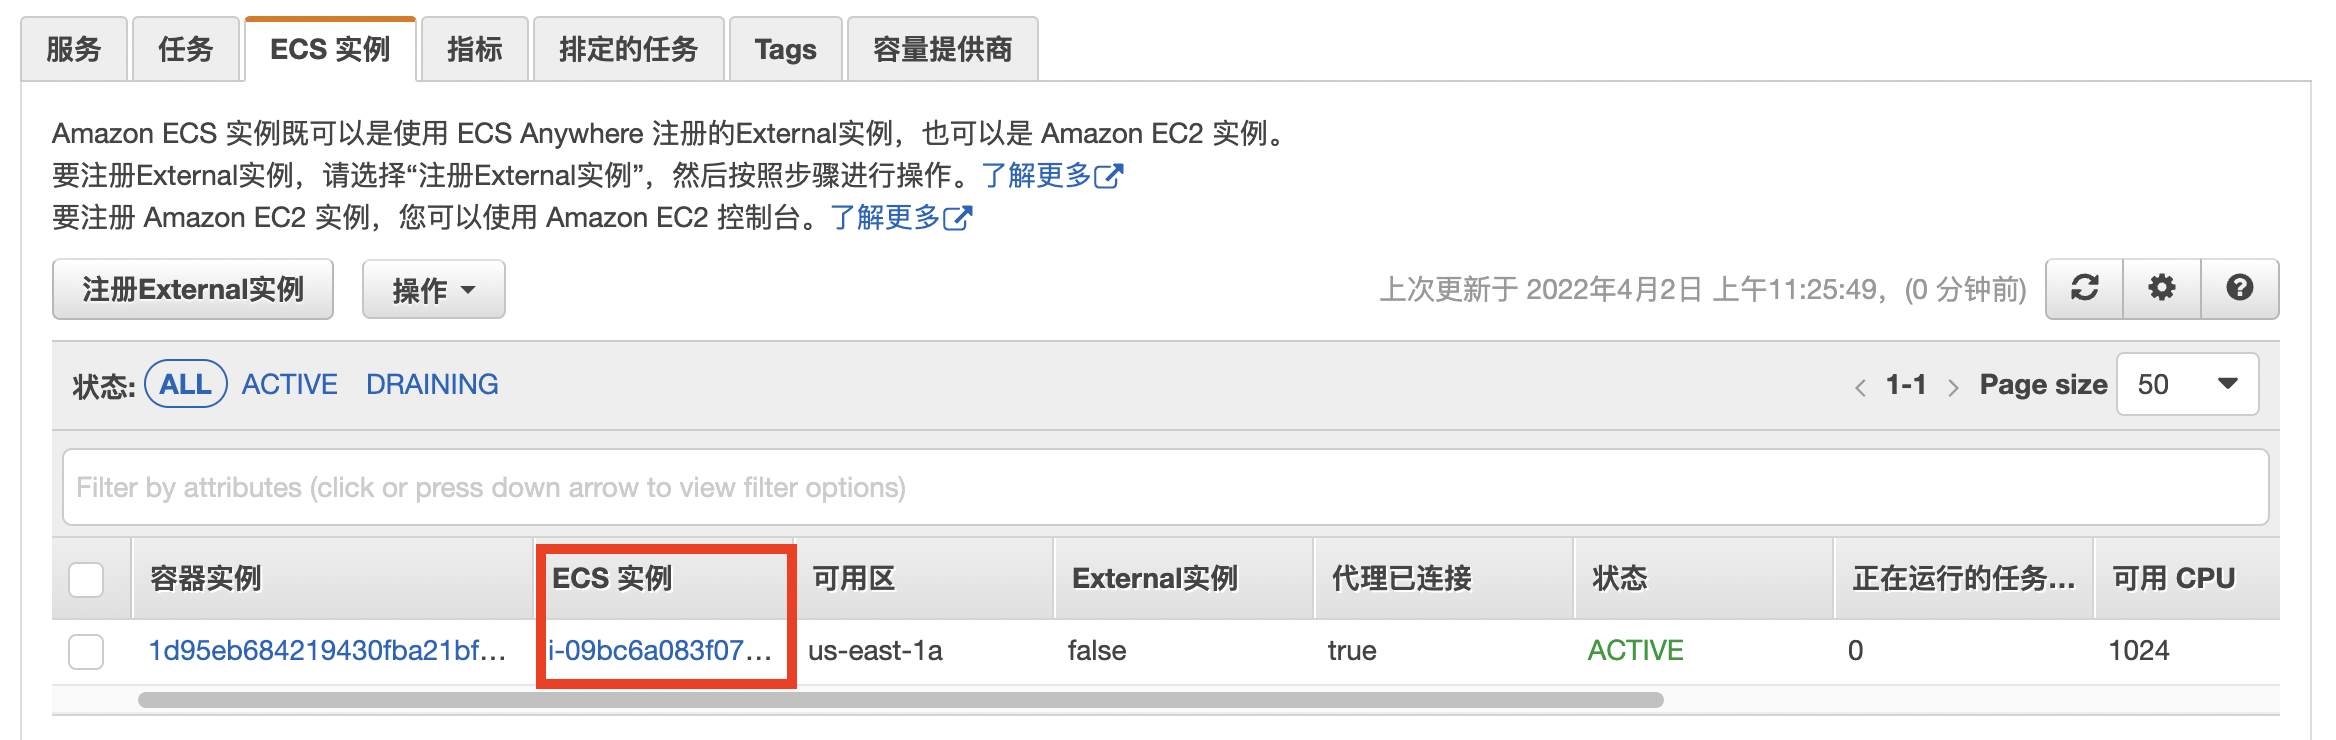 服务 任务 ECS 实例 指标 排定的任务 Tags 容量提供商
Amazon ECS 实例既可以是使用 ECS Anywhere 注册的External实例，也可以是 Amazon EC2 实例。
要注册External实例，请选择“注册External实例”，然后按照步骤进行操作。了解更多
要注册 Amazon EC2 实例，您可以使用 Amazon EC2 控制台。了解更多
注册External实例 操作 上次更新于 2022年4月2日 上午11:25:49，(0 分钟前)
状态: ALL ACTIVE DRAINING 1-1 Page size 50
Filter by attributes (click or press down arrow to view filter options)
容器实例 ECS 实例 可用区 External实例 代理已连接 状态 正在运行的任务... 可用 CPU
1d95eb684219430fba21bf... i-09bc6a083f07... us-east-1a false true ACTIVE 0 1024